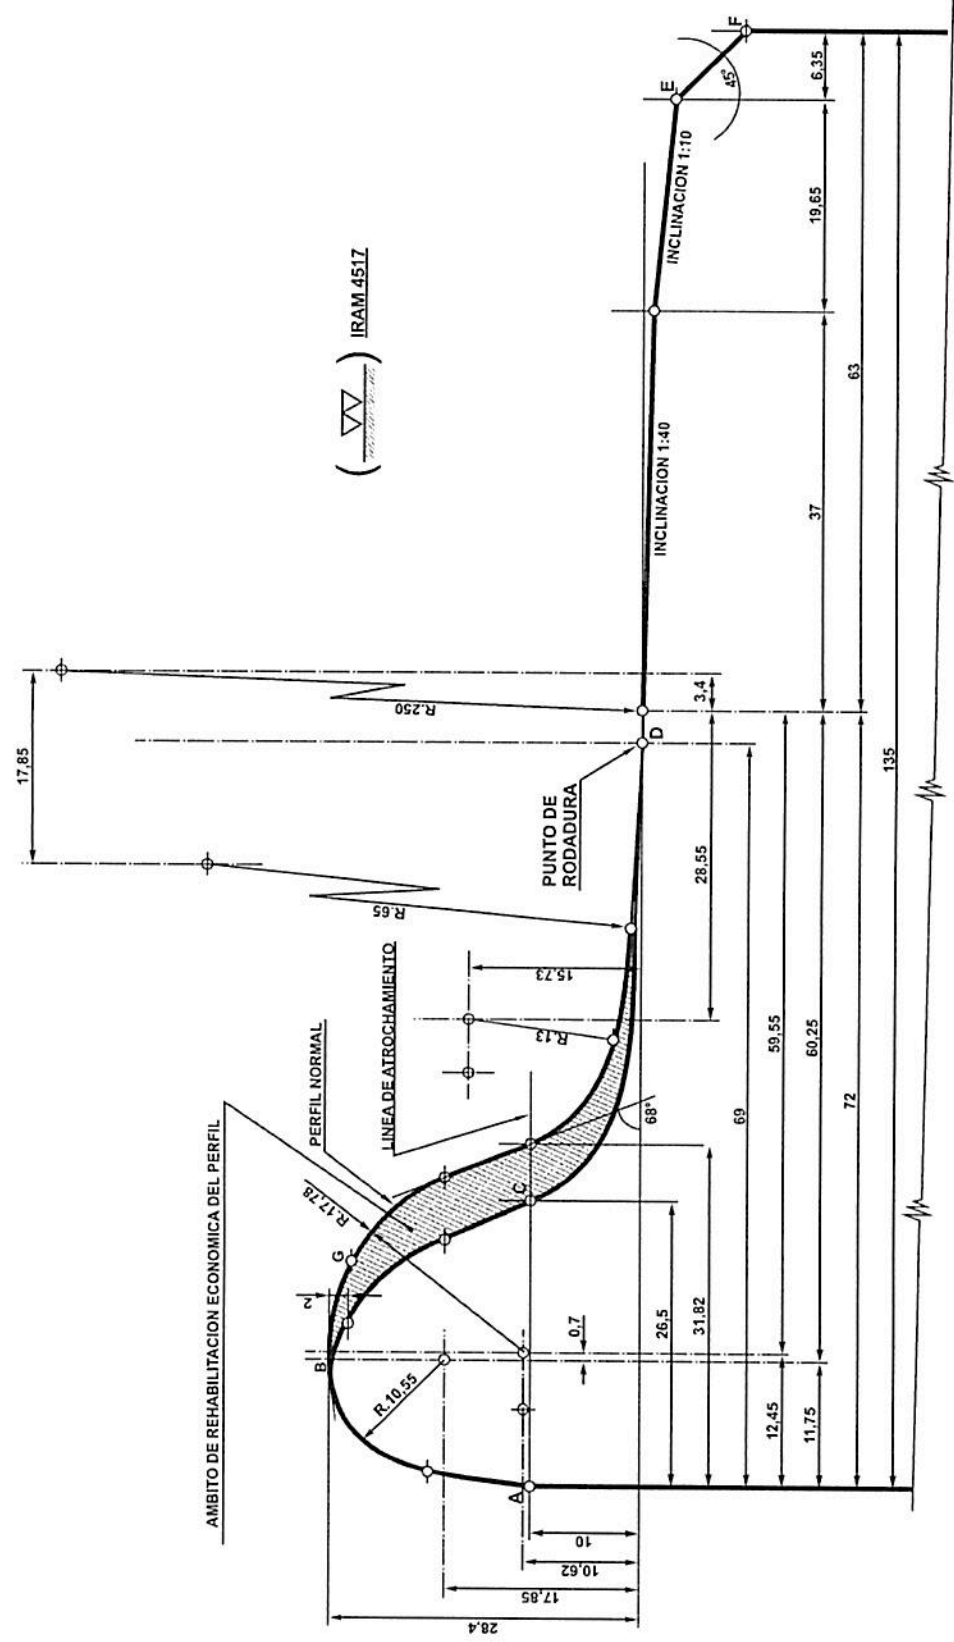 AMBITO DE REHABILITACION ECONOMICA DEL PERFIL
PERFIL NORMAL
LINEA DE ATROCHAMIENTO
PUNTO DE
RODADURA
IRAM 4517
INCLINACION 1:40
INCLINACION 1:10
R.17,78
R.10,55
R.13
R.65
R.250
A
B
G
C
D
E
F
2
0,7
68°
45°
17,85
15,73
3,4
28,55
28,4
17,85
10,62
10
26,5
31,82
69
12,45
59,55
11,75
60,25
37
19,65
6,35
72
63
135